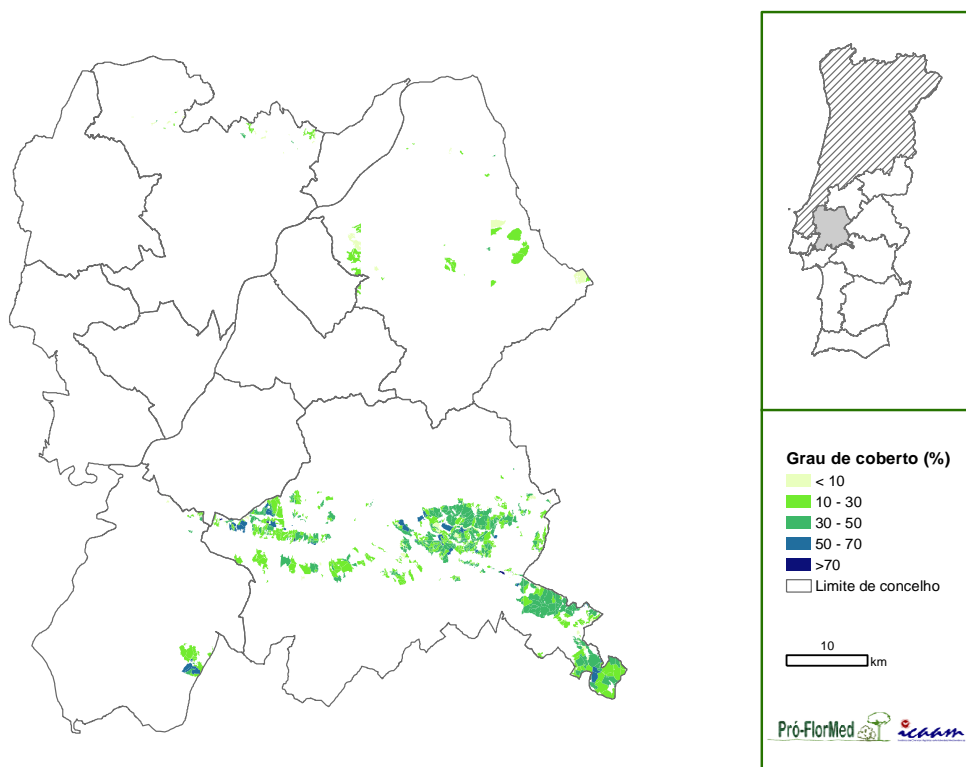 Grau de coberto (%)
< 10
10 - 30
30 - 50
50 - 70
>70
Limite de concelho
10
km
Pró-FlorMed
icaam